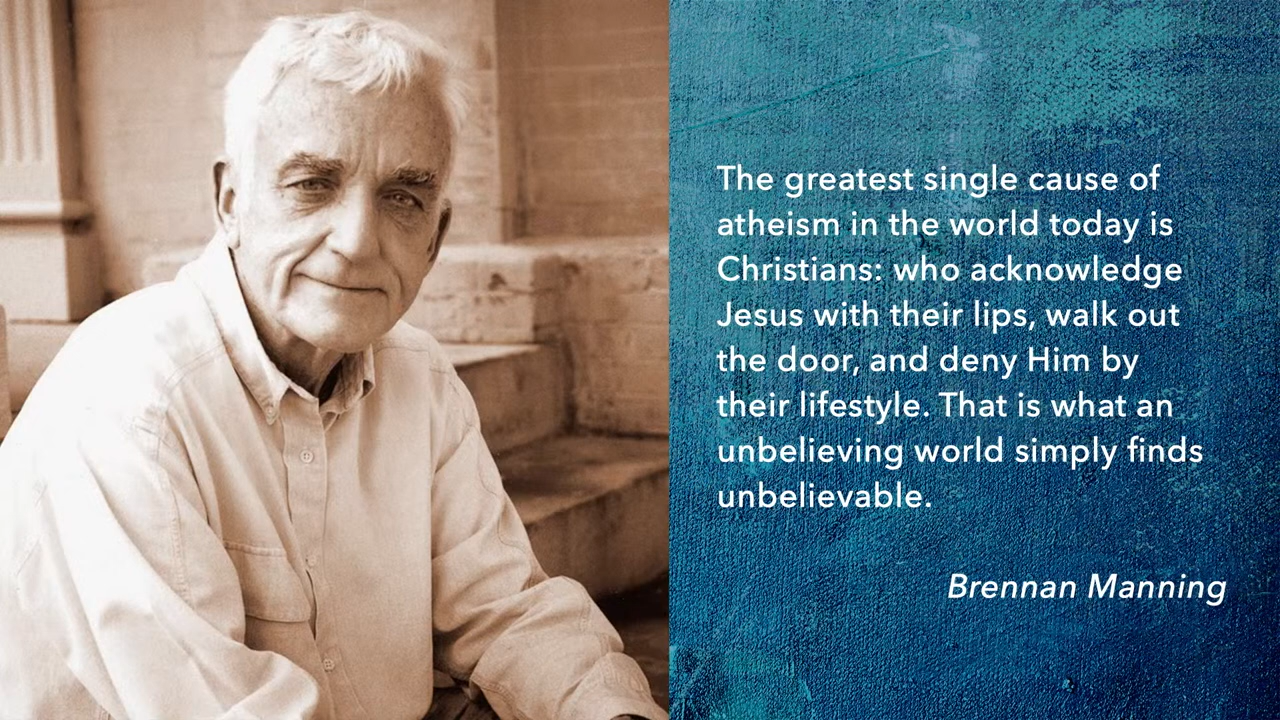 The greatest single cause of
atheism in the world today is
Christians: who acknowledge
Jesus with their lips, walk out
the door, and deny Him by
their lifestyle. That is what an
unbelieving world simply finds
unbelievable.
Brennan Manning